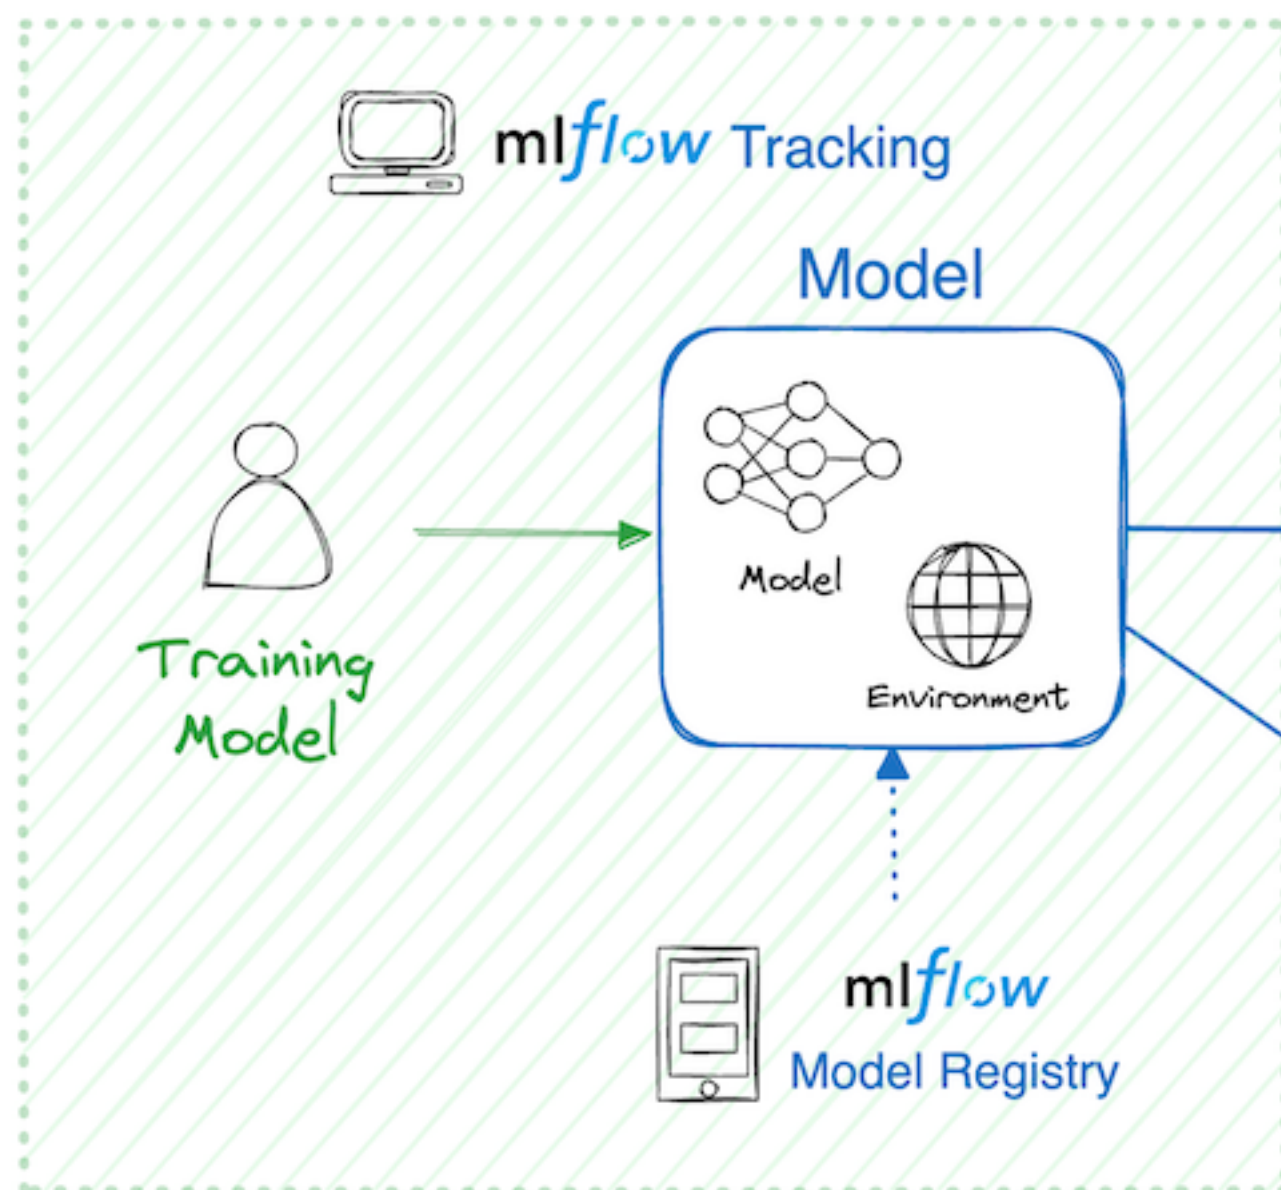 mlflow Tracking
Model
Model
Environment
Training
Model
mlflow
Model Registry